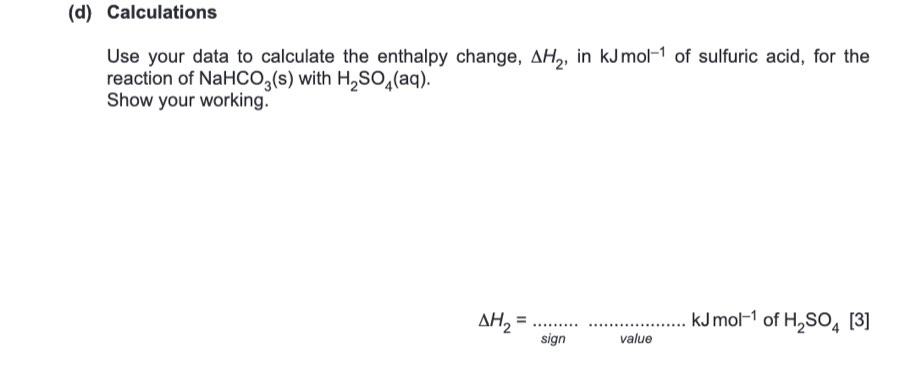 (d) Calculations
Use your data to calculate the enthalpy change, ΔH₂, in kJ mol⁻¹ of sulfuric acid, for the
reaction of NaHCO₃(s) with H₂SO₄(aq).
Show your working.
ΔH₂ = ......... ................... kJ mol⁻¹ of H₂SO₄ [3]
sign value